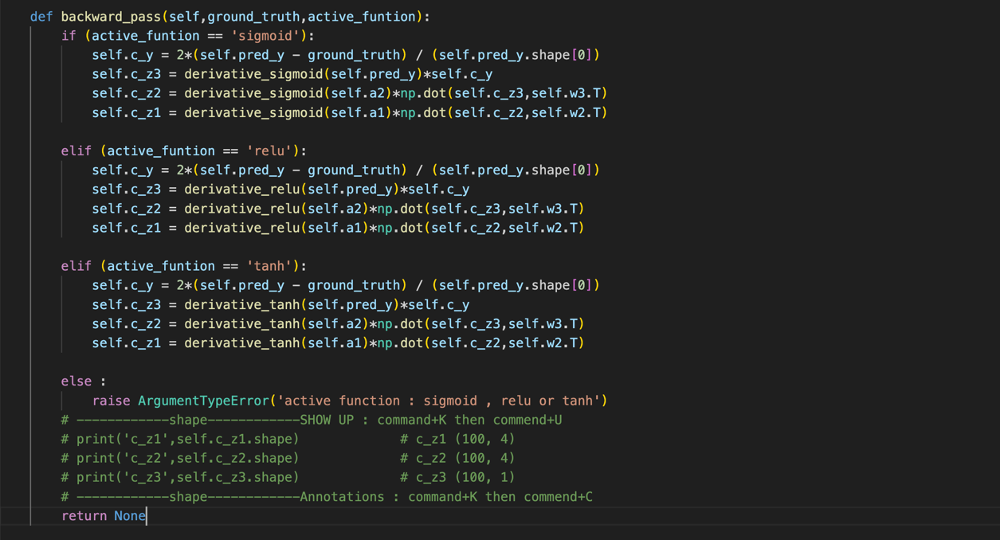 def backward_pass(self,ground_truth,active_funtion):
    if (active_funtion == 'sigmoid'):
        self.c_y = 2*(self.pred_y - ground_truth) / (self.pred_y.shape[0])
        self.c_z3 = derivative_sigmoid(self.pred_y)*self.c_y
        self.c_z2 = derivative_sigmoid(self.a2)*np.dot(self.c_z3,self.w3.T)
        self.c_z1 = derivative_sigmoid(self.a1)*np.dot(self.c_z2,self.w2.T)
    elif (active_funtion == 'relu'):
        self.c_y = 2*(self.pred_y - ground_truth) / (self.pred_y.shape[0])
        self.c_z3 = derivative_relu(self.pred_y)*self.c_y
        self.c_z2 = derivative_relu(self.a2)*np.dot(self.c_z3,self.w3.T)
        self.c_z1 = derivative_relu(self.a1)*np.dot(self.c_z2,self.w2.T)
    elif (active_funtion == 'tanh'):
        self.c_y = 2*(self.pred_y - ground_truth) / (self.pred_y.shape[0])
        self.c_z3 = derivative_tanh(self.pred_y)*self.c_y
        self.c_z2 = derivative_tanh(self.a2)*np.dot(self.c_z3,self.w3.T)
        self.c_z1 = derivative_tanh(self.a1)*np.dot(self.c_z2,self.w2.T)
    else :
        raise ArgumentTypeError('active function : sigmoid , relu or tanh')
    # ------------shape------------SHOW UP : command+K then commend+U
    # print('c_z1',self.c_z1.shape)             # c_z1 (100, 4)
    # print('c_z2',self.c_z2.shape)             # c_z2 (100, 4)
    # print('c_z3',self.c_z3.shape)             # c_z3 (100, 1)
    # ------------shape------------Annotations : command+K then commend+C
    return None